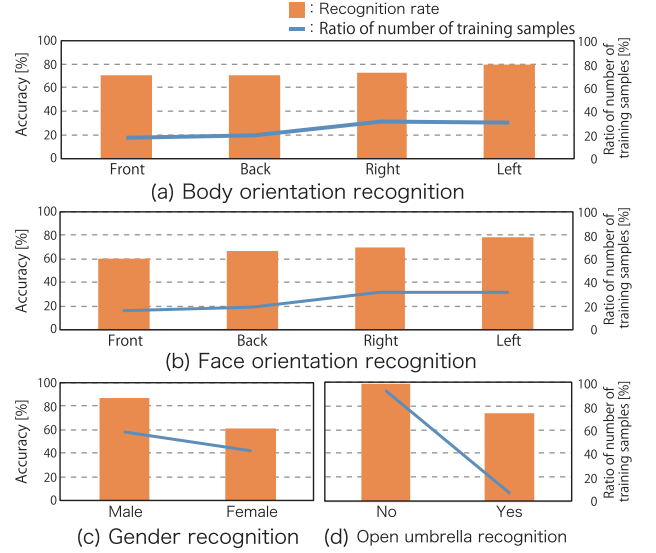 : Recognition rate
: Ratio of number of training samples
Accuracy [%]
100
80
60
40
20
0
Front Back Right Left
100
80
60
40
20
0
Ratio of number of
training samples [%]
(a) Body orientation recognition
Accuracy [%]
100
80
60
40
20
0
Front Back Right Left
100
80
60
40
20
0
Ratio of number of
training samples [%]
(b) Face orientation recognition
Accuracy [%]
100
80
60
40
20
0
Male Female
(c) Gender recognition
No Yes
100
80
60
40
20
0
Ratio of number of
training samples [%]
(d) Open umbrella recognition